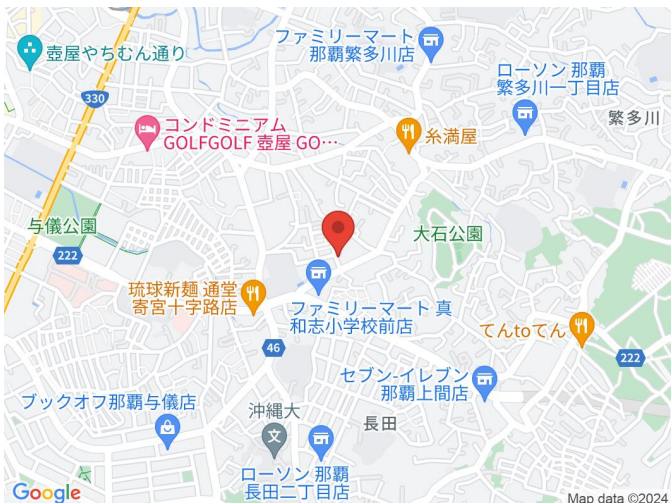 ファミリーマート
那覇繁多川店
壺屋やちむん通り
ローソン 那覇
繁多川一丁目店
330
繁多川
コンドミニアム
GOLFGOLF 壺屋 GO…
糸満屋
与儀公園
大石公園
222
琉球新麺 通堂
寄宮十字路店
ファミリーマート 真
和志小学校前店
てんtoてん
46
222
セブン-イレブン
那覇上間店
ブックオフ那覇与儀店
沖縄大
文
長田
ローソン 那覇
長田二丁目店
Google
Map data ©2024